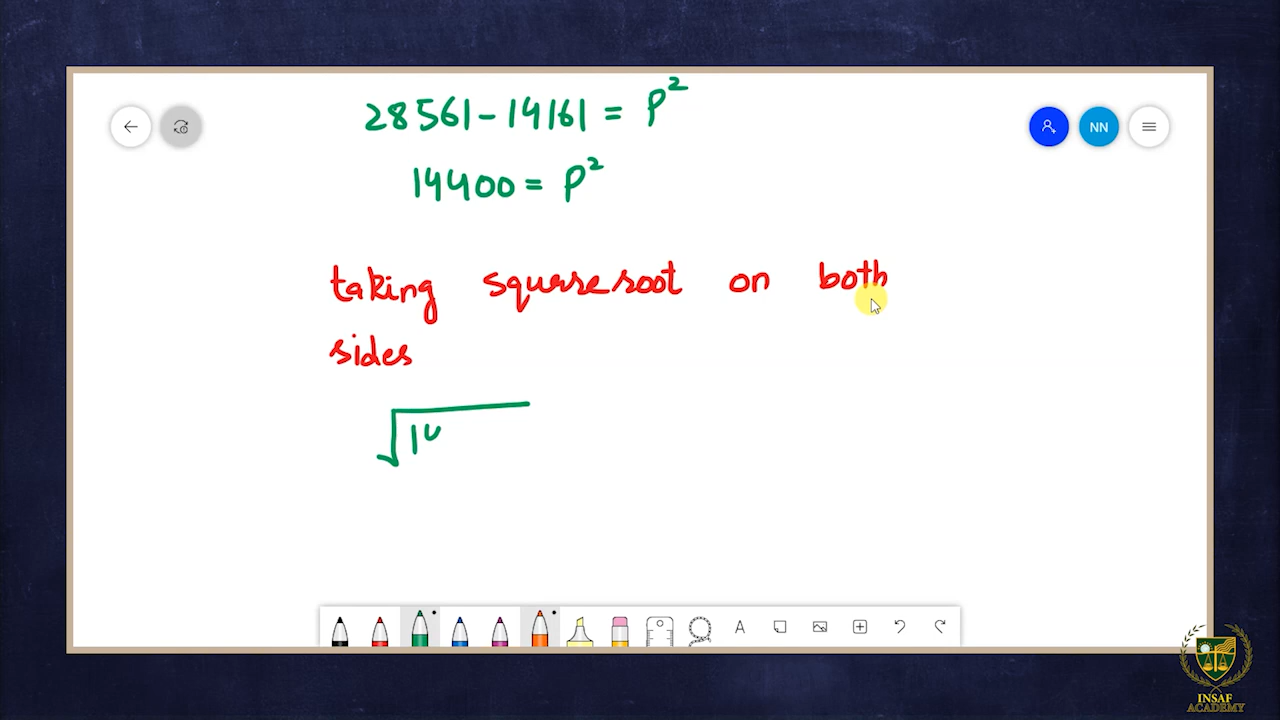 28561-14161 = P²
14400 = P²
NN
taking squareroot on both
sides
√14
A
INSAF
ACADEMY